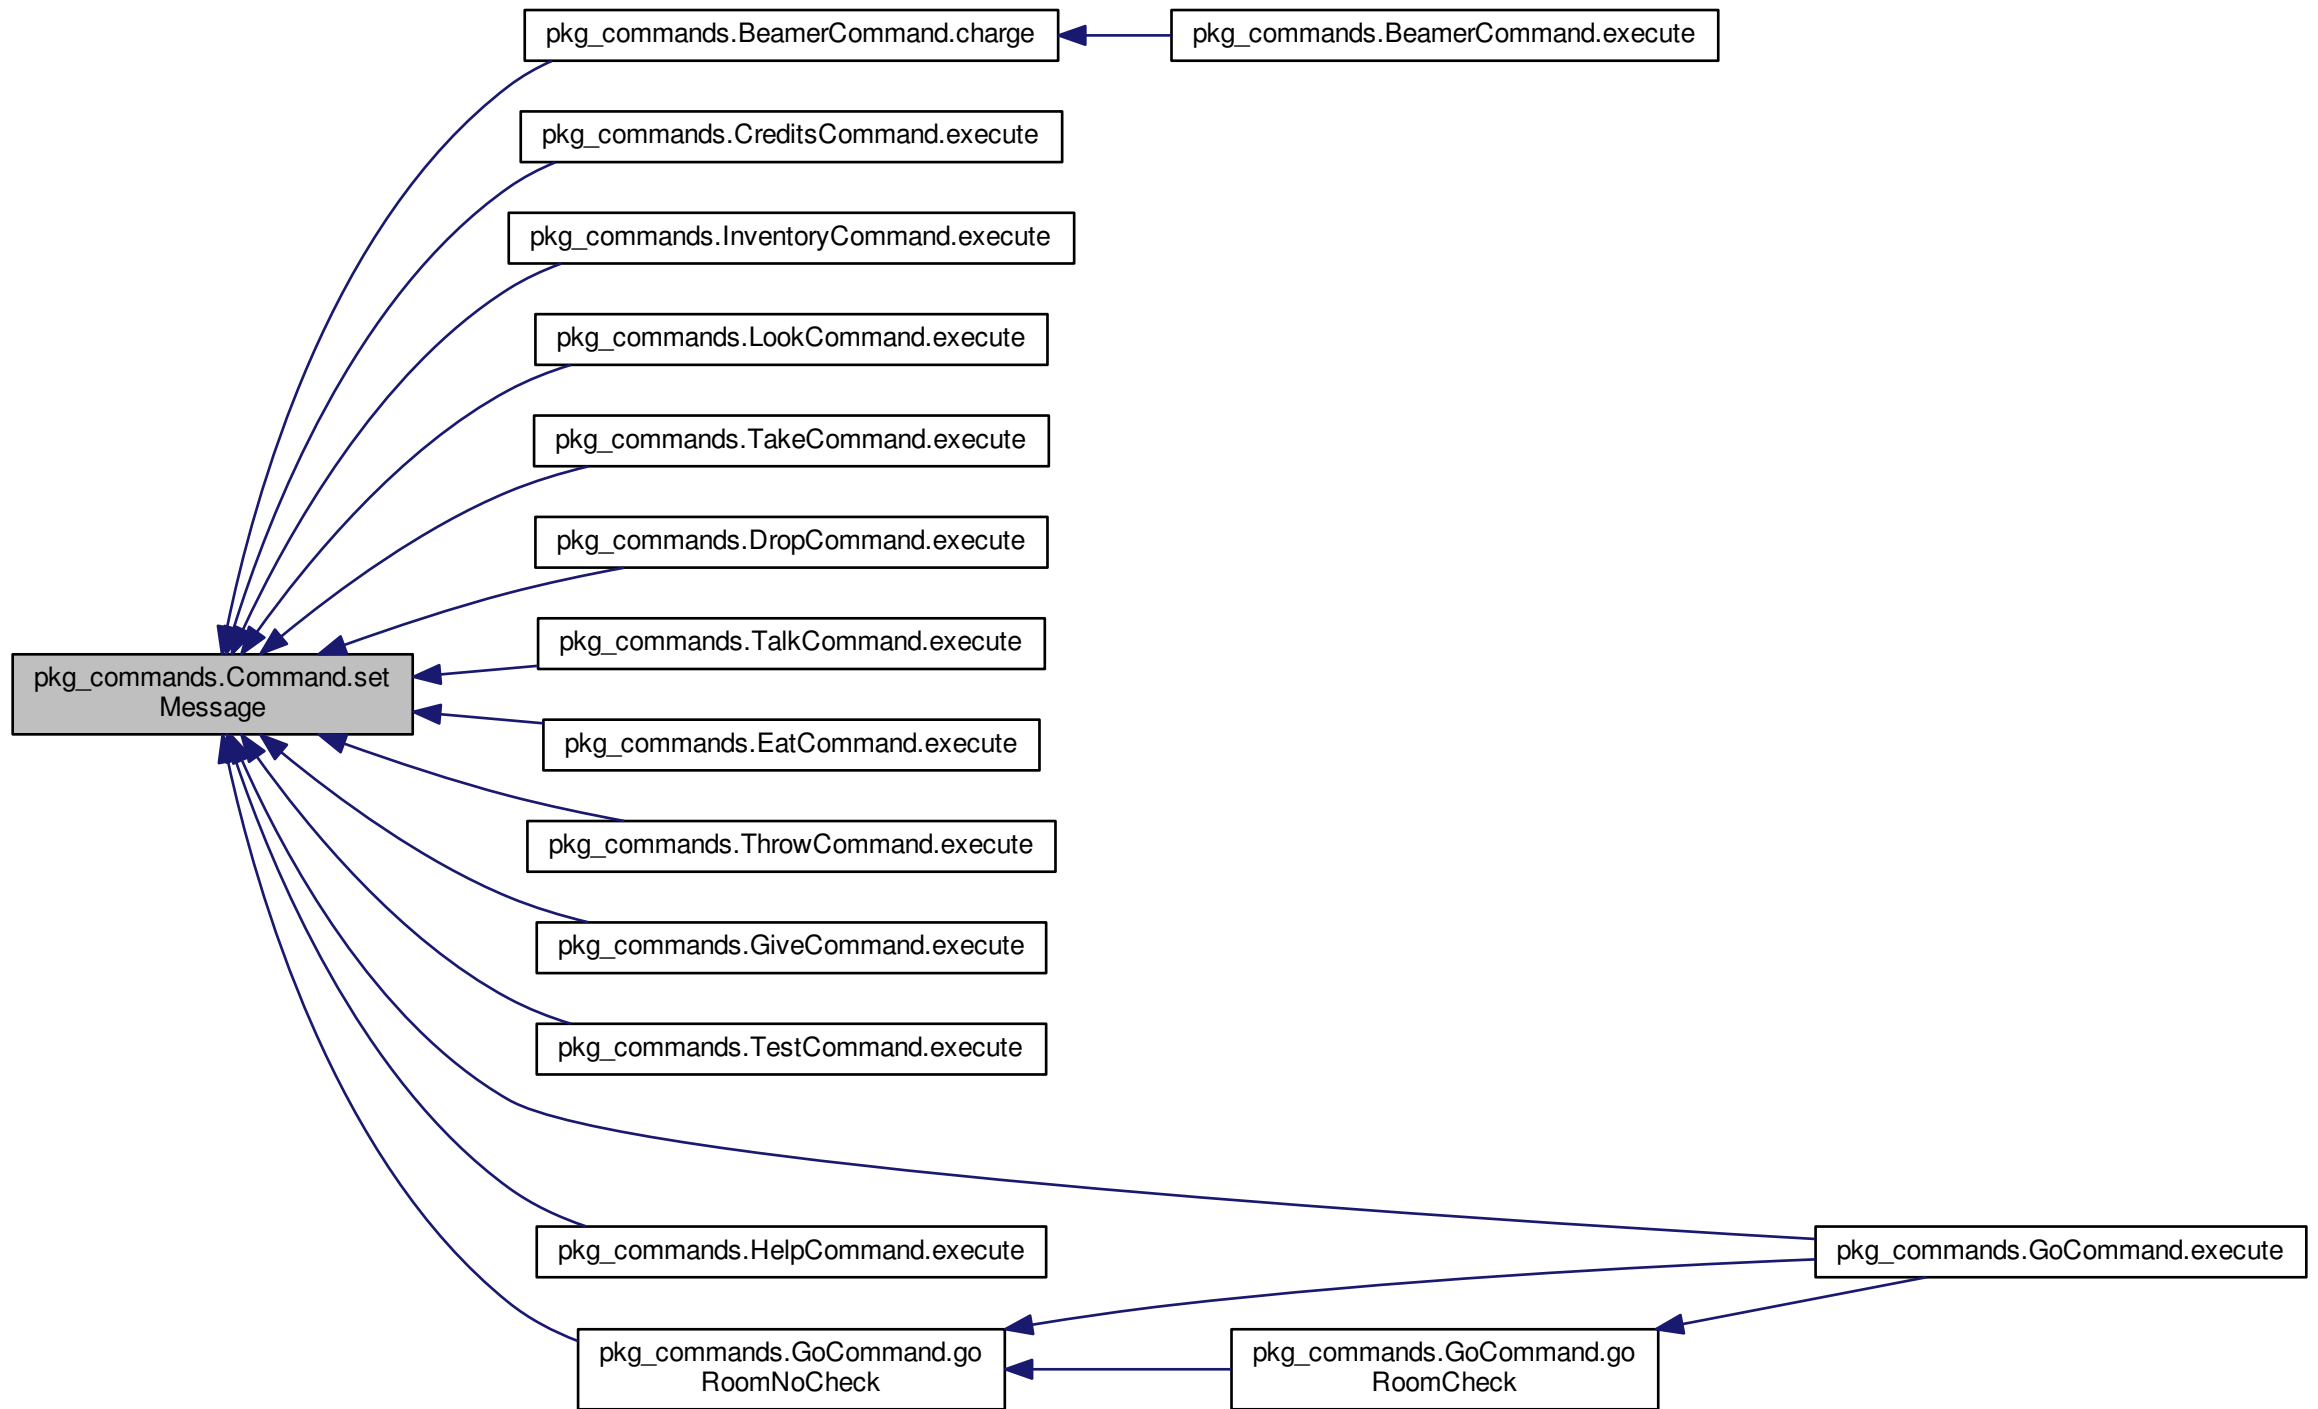 pkg_commands.BeamerCommand.charge
pkg_commands.BeamerCommand.execute
pkg_commands.CreditsCommand.execute
pkg_commands.InventoryCommand.execute
pkg_commands.LookCommand.execute
pkg_commands.TakeCommand.execute
pkg_commands.DropCommand.execute
pkg_commands.TalkCommand.execute
pkg_commands.Command.set
Message
pkg_commands.EatCommand.execute
pkg_commands.ThrowCommand.execute
pkg_commands.GiveCommand.execute
pkg_commands.TestCommand.execute
pkg_commands.HelpCommand.execute
pkg_commands.GoCommand.execute
pkg_commands.GoCommand.go
RoomNoCheck
pkg_commands.GoCommand.go
RoomCheck